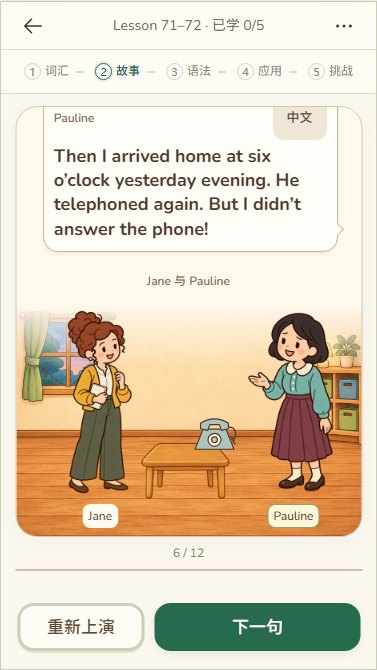 Lesson 71–72 · 已学 0/5
1 词汇 2 故事 3 语法 4 应用 5 挑战
Pauline
中文
Then I arrived home at six
o’clock yesterday evening. He
telephoned again. But I didn’t
answer the phone!
Jane 与 Pauline
Jane
Pauline
6 / 12
重新上演
下一句